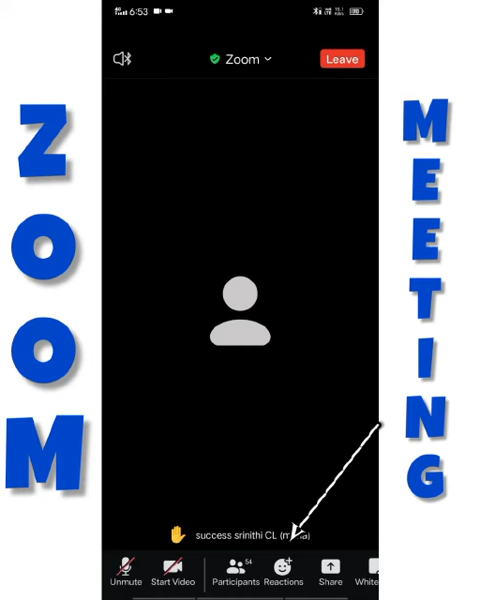 6:53
Zoom
Leave
ZOOM
MEETING
success srinithi CL
54
Unmute
Start Video
Participants
Reactions
Share